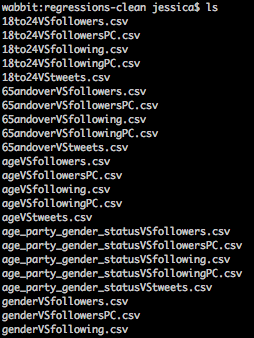 wabbit:regressions-clean jessica$ ls
18to24VSfollowers.csv
18to24VSfollowersPC.csv
18to24VSfollowing.csv
18to24VSfollowingPC.csv
18to24VStweets.csv
65andoverVSfollowers.csv
65andoverVSfollowersPC.csv
65andoverVSfollowing.csv
65andoverVSfollowingPC.csv
65andoverVStweets.csv
ageVSfollowers.csv
ageVSfollowersPC.csv
ageVSfollowing.csv
ageVStweets.csv
age_party_gender_statusVSfollowers.csv
age_party_gender_statusVSfollowersPC.csv
age_party_gender_statusVSfollowing.csv
age_party_gender_statusVSfollowingPC.csv
age_party_gender_statusVStweets.csv
genderVSfollowers.csv
genderVSfollowersPC.csv
genderVSfollowing.csv